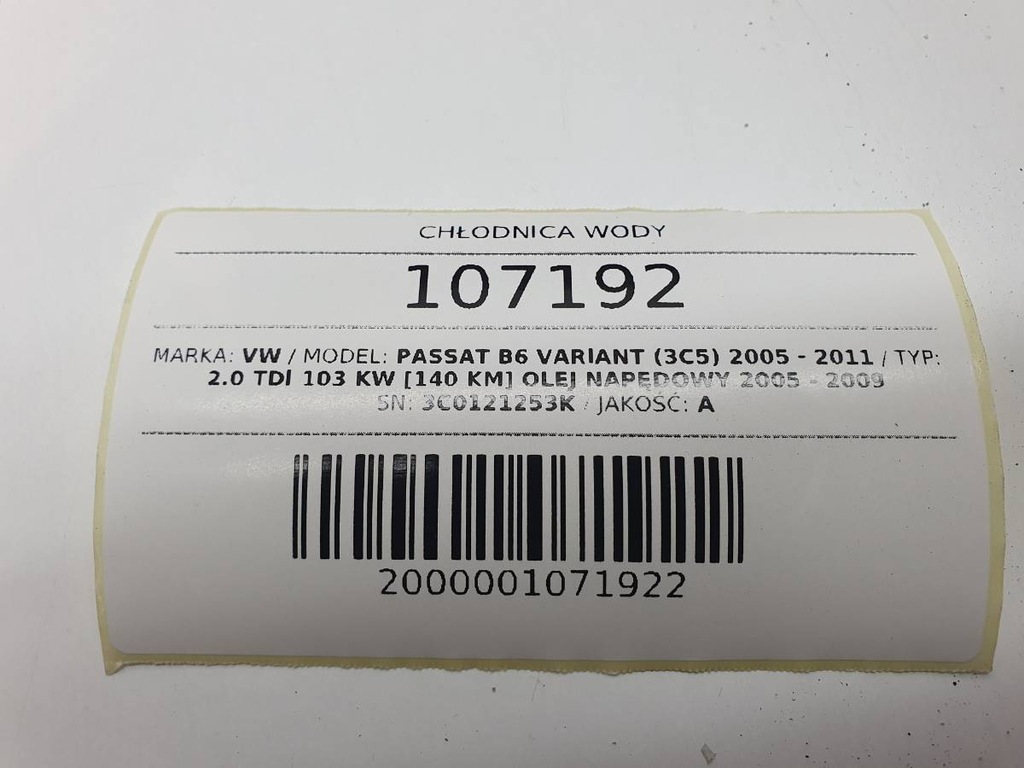 CHŁODNICA WODY
107192
MARKA: VW / MODEL: PASSAT B6 VARIANT (3C5) 2005 - 2011 / TYP:
2.0 TDI 103 KW [140 KM] OLEJ NAPĘDOWY 2005 - 2009
SN: 3C0121253K / JAKOŚĆ: A
2000001071922